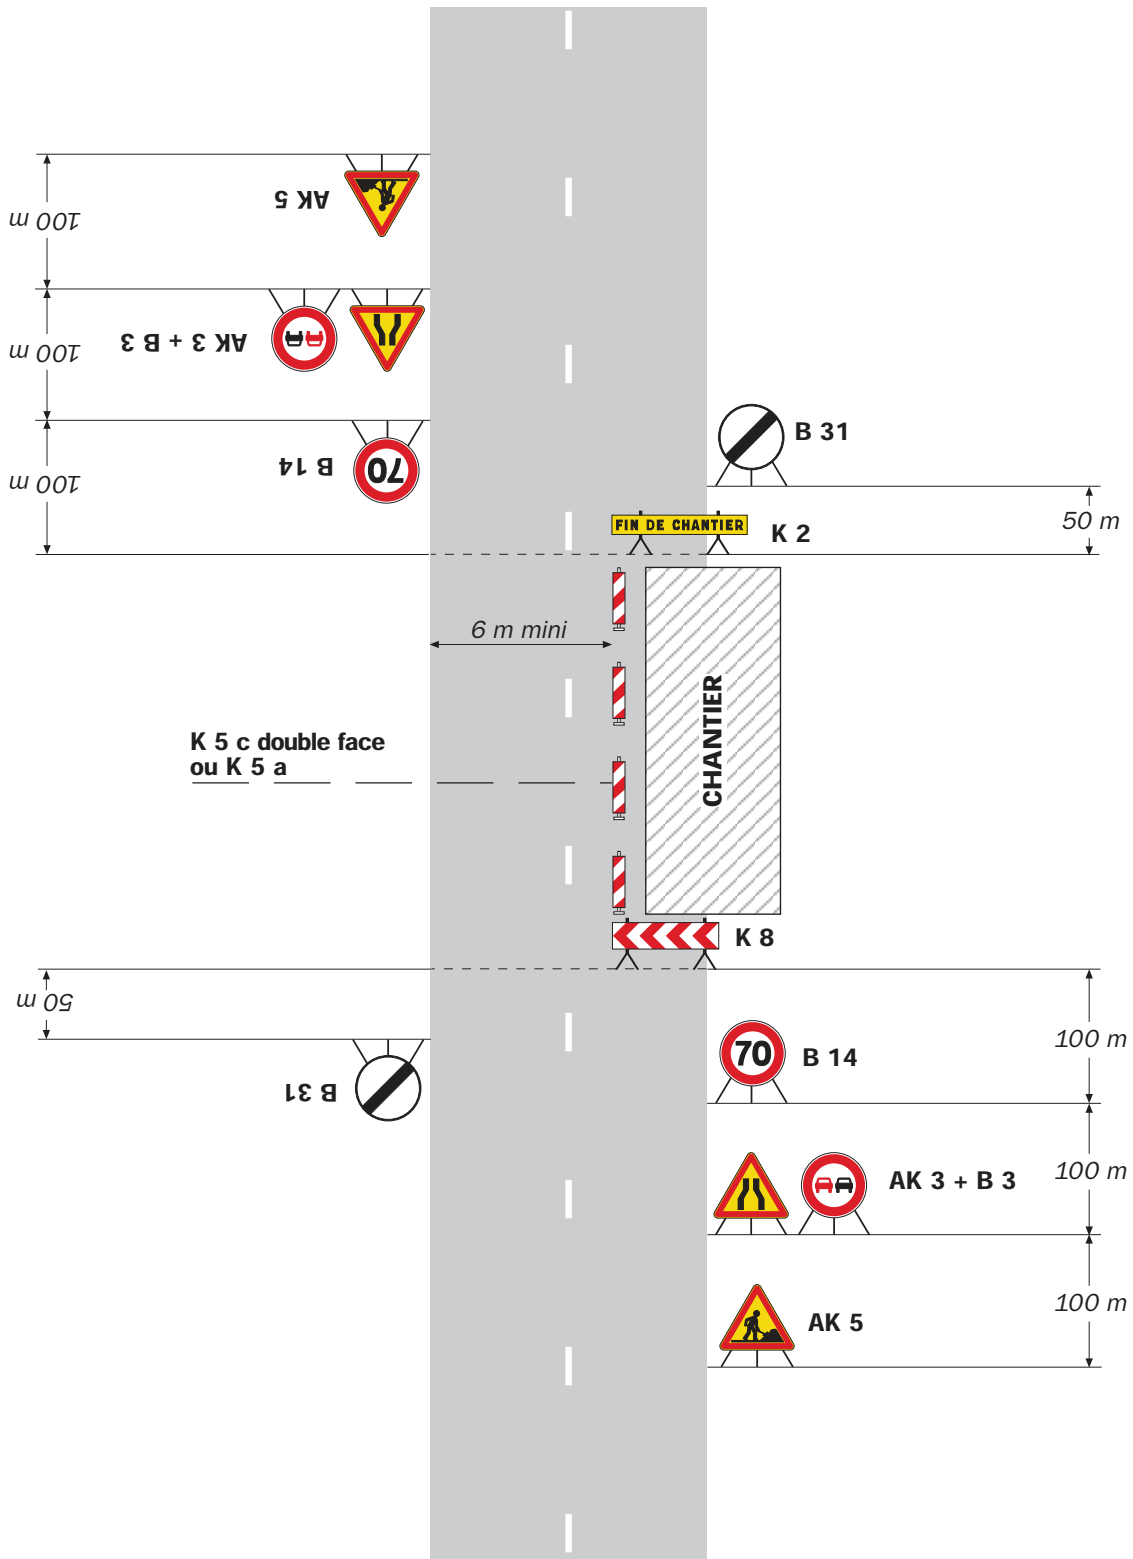 AK 5
100 m
AK 3 + B 3
100 m
B 14
70
100 m
B 31
50 m
FIN DE CHANTIER
K 2
6 m mini
CHANTIER
K 5 c double face
ou K 5 a
K 8
50 m
B 31
70
B 14
100 m
AK 3 + B 3
100 m
AK 5
100 m